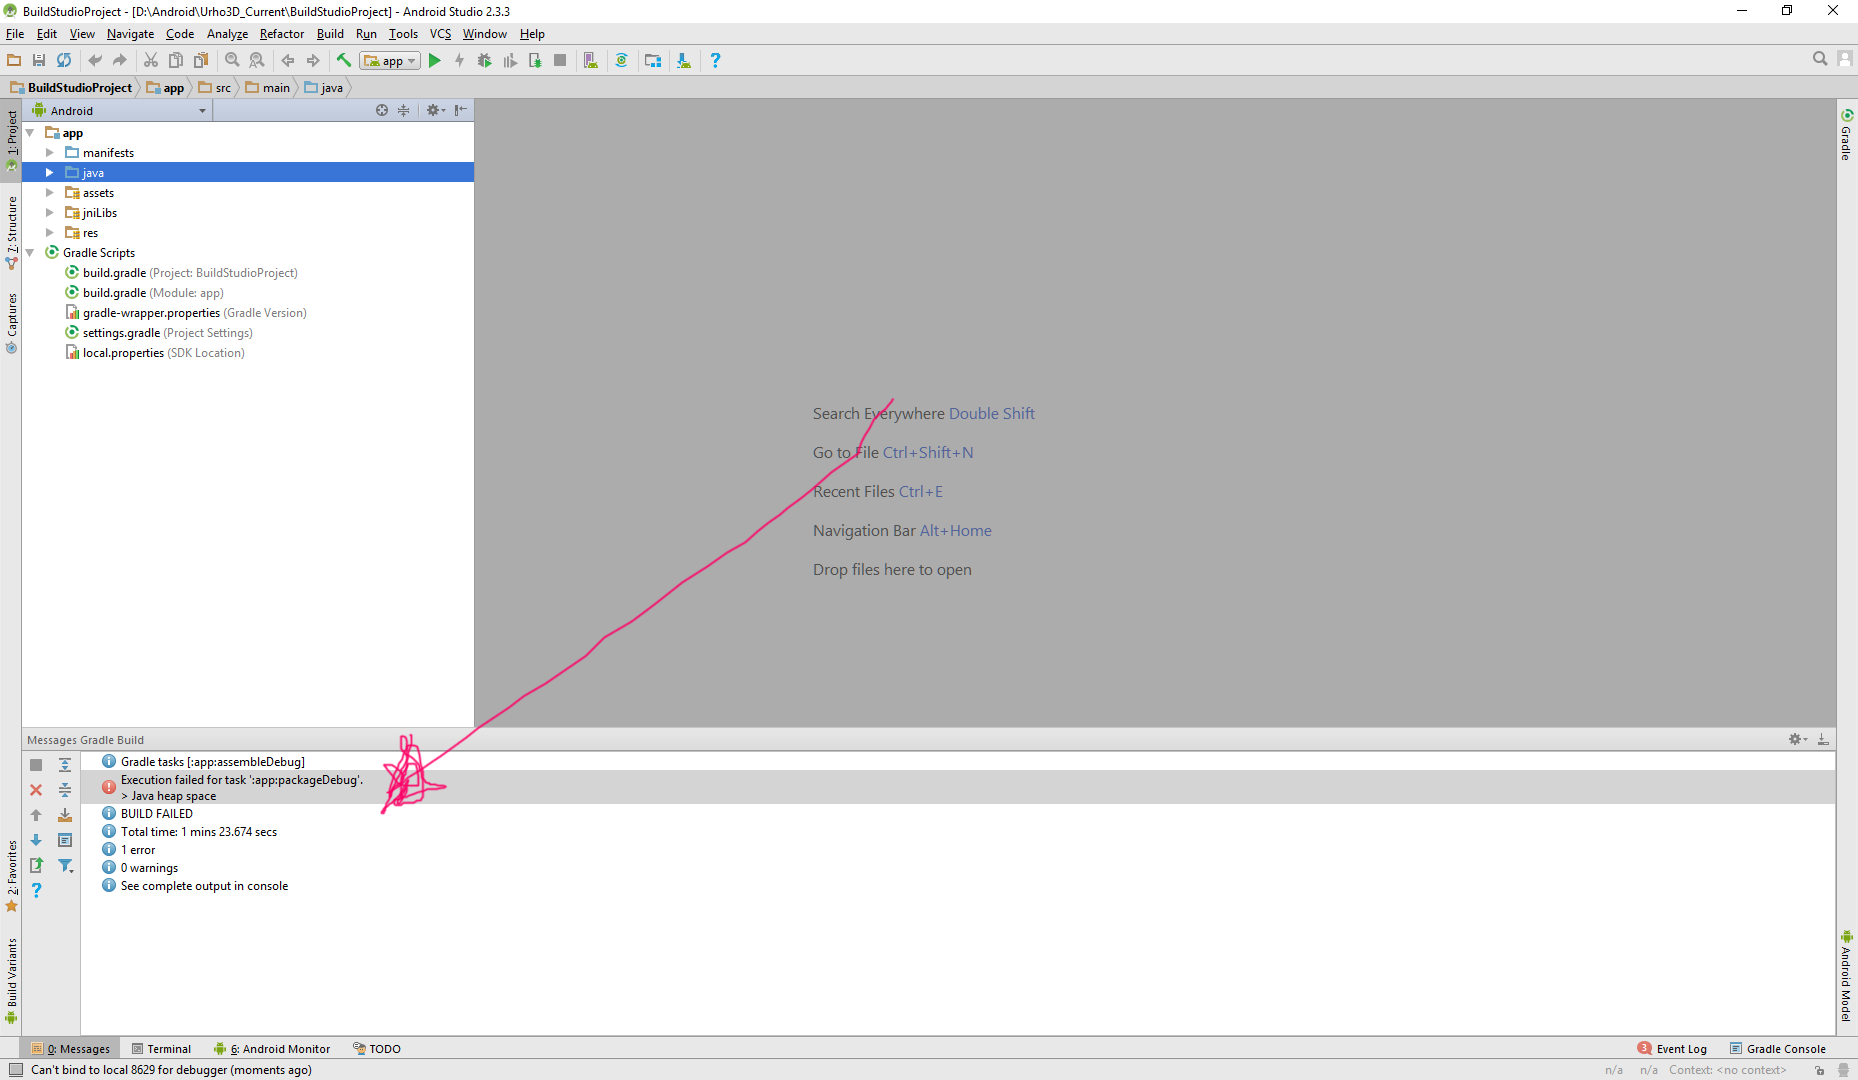 BuildStudioProject - [D:\Android\Urho3D_Current\BuildStudioProject] - Android Studio 2.3.3
File Edit View Navigate Code Analyze Refactor Build Run Tools VCS Window Help
app
BuildStudioProject app src main java
1: Project
7: Structure
Captures
2: Favorites
Build Variants
Android
app
manifests
java
assets
jniLibs
res
Gradle Scripts
build.gradle (Project: BuildStudioProject)
build.gradle (Module: app)
gradle-wrapper.properties (Gradle Version)
settings.gradle (Project Settings)
local.properties (SDK Location)
Search Everywhere Double Shift
Go to File Ctrl+Shift+N
Recent Files Ctrl+E
Navigation Bar Alt+Home
Drop files here to open
Gradle
Android Model
Messages Gradle Build
Gradle tasks [:app:assembleDebug]
Execution failed for task ':app:packageDebug'.
> Java heap space
BUILD FAILED
Total time: 1 mins 23.674 secs
1 error
0 warnings
See complete output in console
0: Messages Terminal 6: Android Monitor TODO 3 Event Log Gradle Console
Can't bind to local 8629 for debugger (moments ago) n/a n/a Context: <no context>